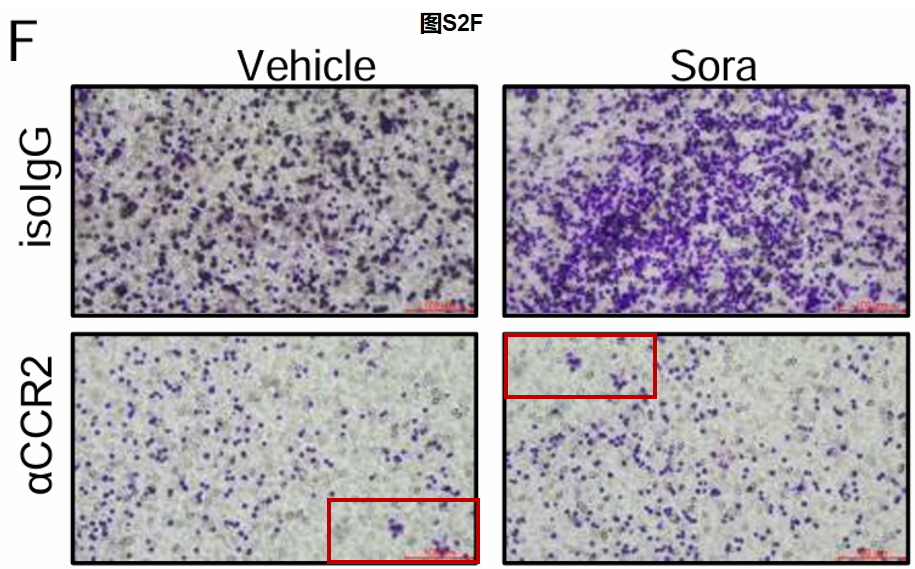 图S2F
F
Vehicle
Sora
isoIgG
αCCR2